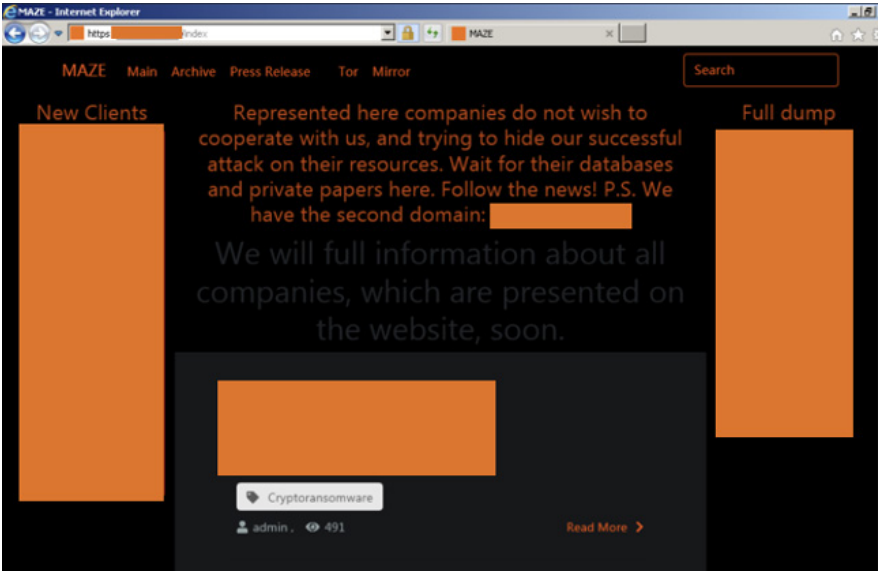 MAZE - Internet Explorer
https
/index
MAZE
MAZE Main Archive Press Release Tor Mirror
Search
New Clients
Represented here companies do not wish to
cooperate with us, and trying to hide our successful
attack on their resources. Wait for their databases
and private papers here. Follow the news! P.S. We
have the second domain:
Full dump
We will full information about all
companies, which are presented on
the website, soon.
Cryptoransomware
admin . 491
Read More